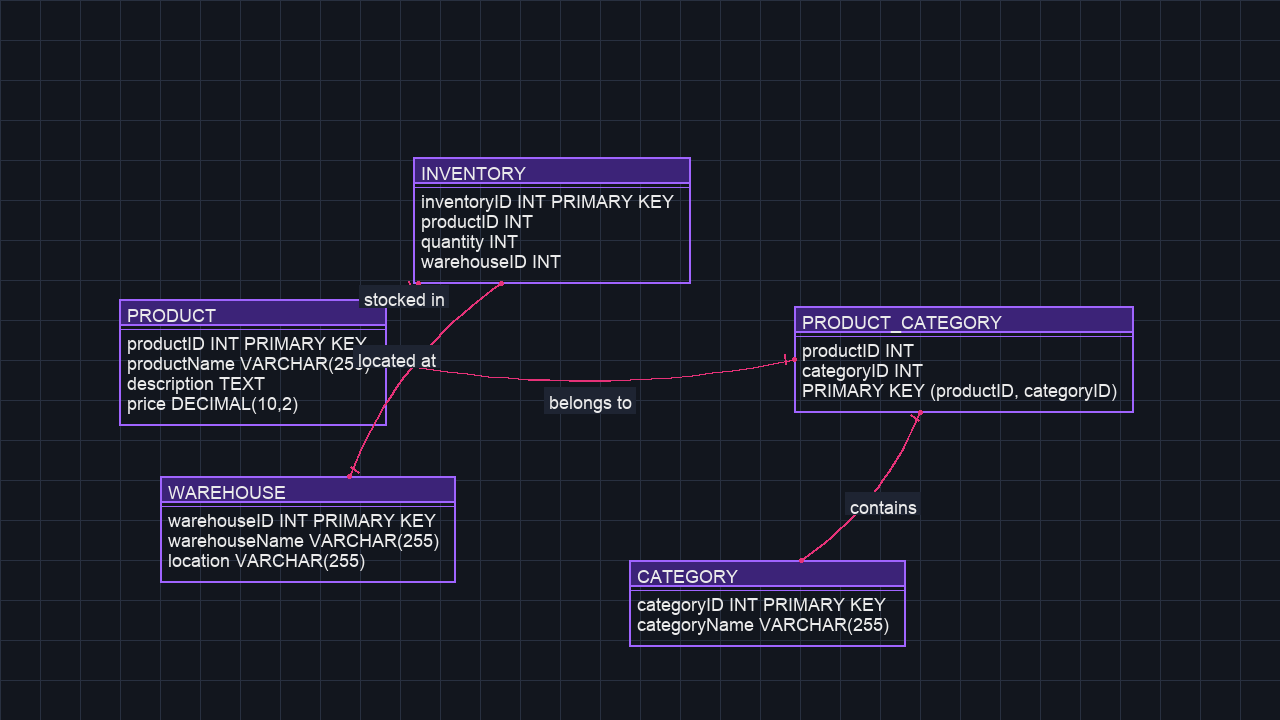 INVENTORY
inventoryID INT PRIMARY KEY
productID INT
quantity INT
warehouseID INT
stocked in
PRODUCT
productID INT PRIMARY KEY
productName VARCHAR(255)
description TEXT
price DECIMAL(10,2)
located at
belongs to
PRODUCT_CATEGORY
productID INT
categoryID INT
PRIMARY KEY (productID, categoryID)
WAREHOUSE
warehouseID INT PRIMARY KEY
warehouseName VARCHAR(255)
location VARCHAR(255)
contains
CATEGORY
categoryID INT PRIMARY KEY
categoryName VARCHAR(255)